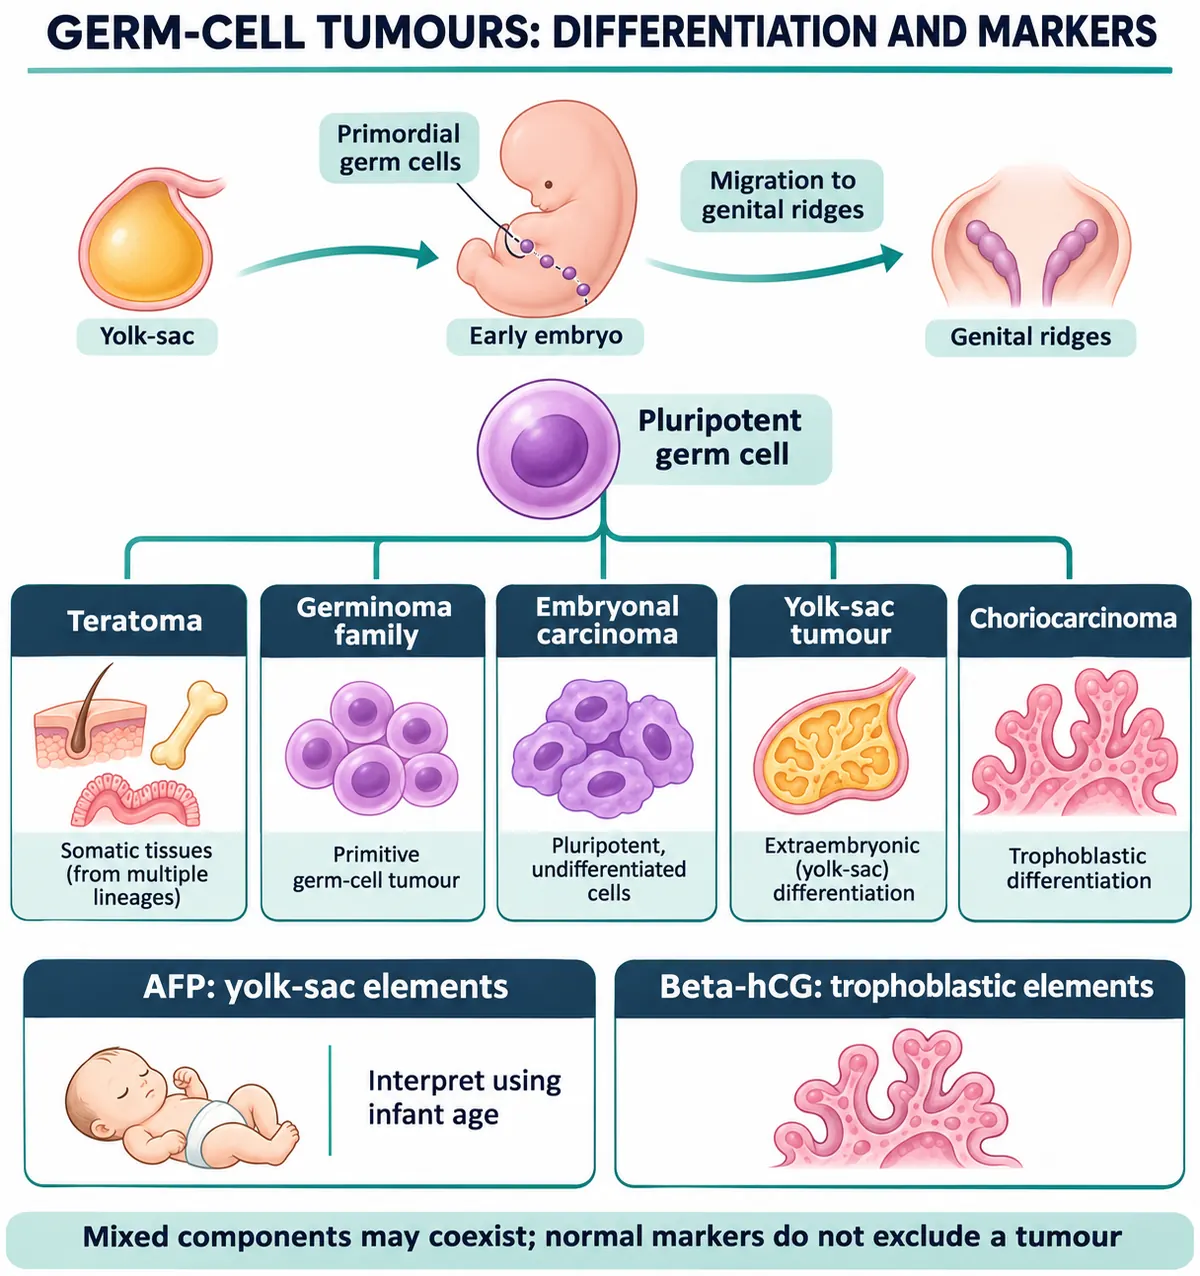 GERM-CELL TUMOURS: DIFFERENTIATION AND MARKERS
Primordial
germ cells
Migration to
genital ridges
Yolk-sac
Early embryo
Genital ridges
Pluripotent
germ cell
Teratoma
Somatic tissues
(from multiple
lineages)
Germinoma
family
Primitive
germ-cell tumour
Embryonal
carcinoma
Pluripotent,
undifferentiated
cells
Yolk-sac
tumour
Extraembryonic
(yolk-sac)
differentiation
Choriocarcinoma
Trophoblastic
differentiation
AFP: yolk-sac elements
Interpret using
infant age
Beta-hCG: trophoblastic elements
Mixed components may coexist; normal markers do not exclude a tumour